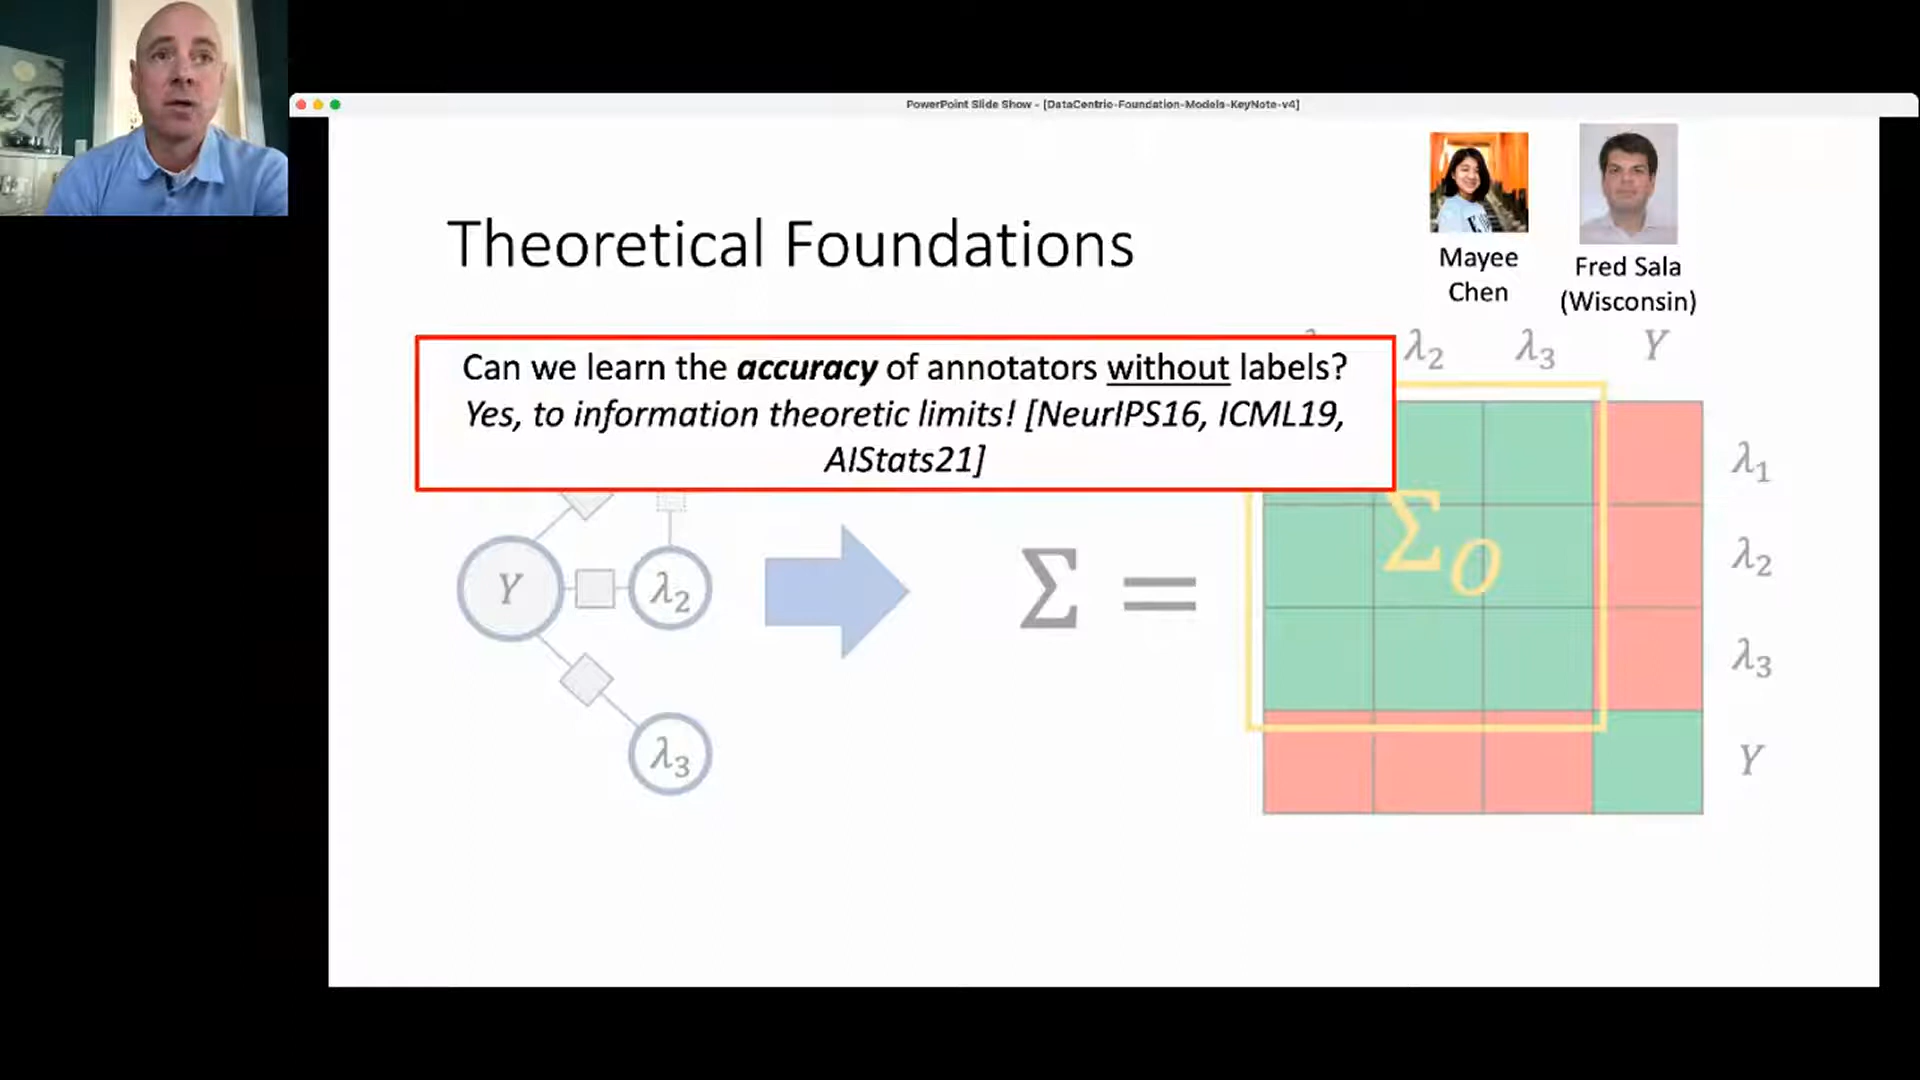 PowerPoint Slide Show - [DataCentric-Foundation-Models-KeyNote-v4]
Theoretical Foundations
Mayee
Chen
Fred Sala
(Wisconsin)
Can we learn the accuracy of annotators without labels?
Yes, to information theoretic limits! [NeurIPS16, ICML19,
AIStats21]
λ2 λ3 Y
λ1
λ2
λ3
Y
Y
λ2
λ3
Σ =
ΣO